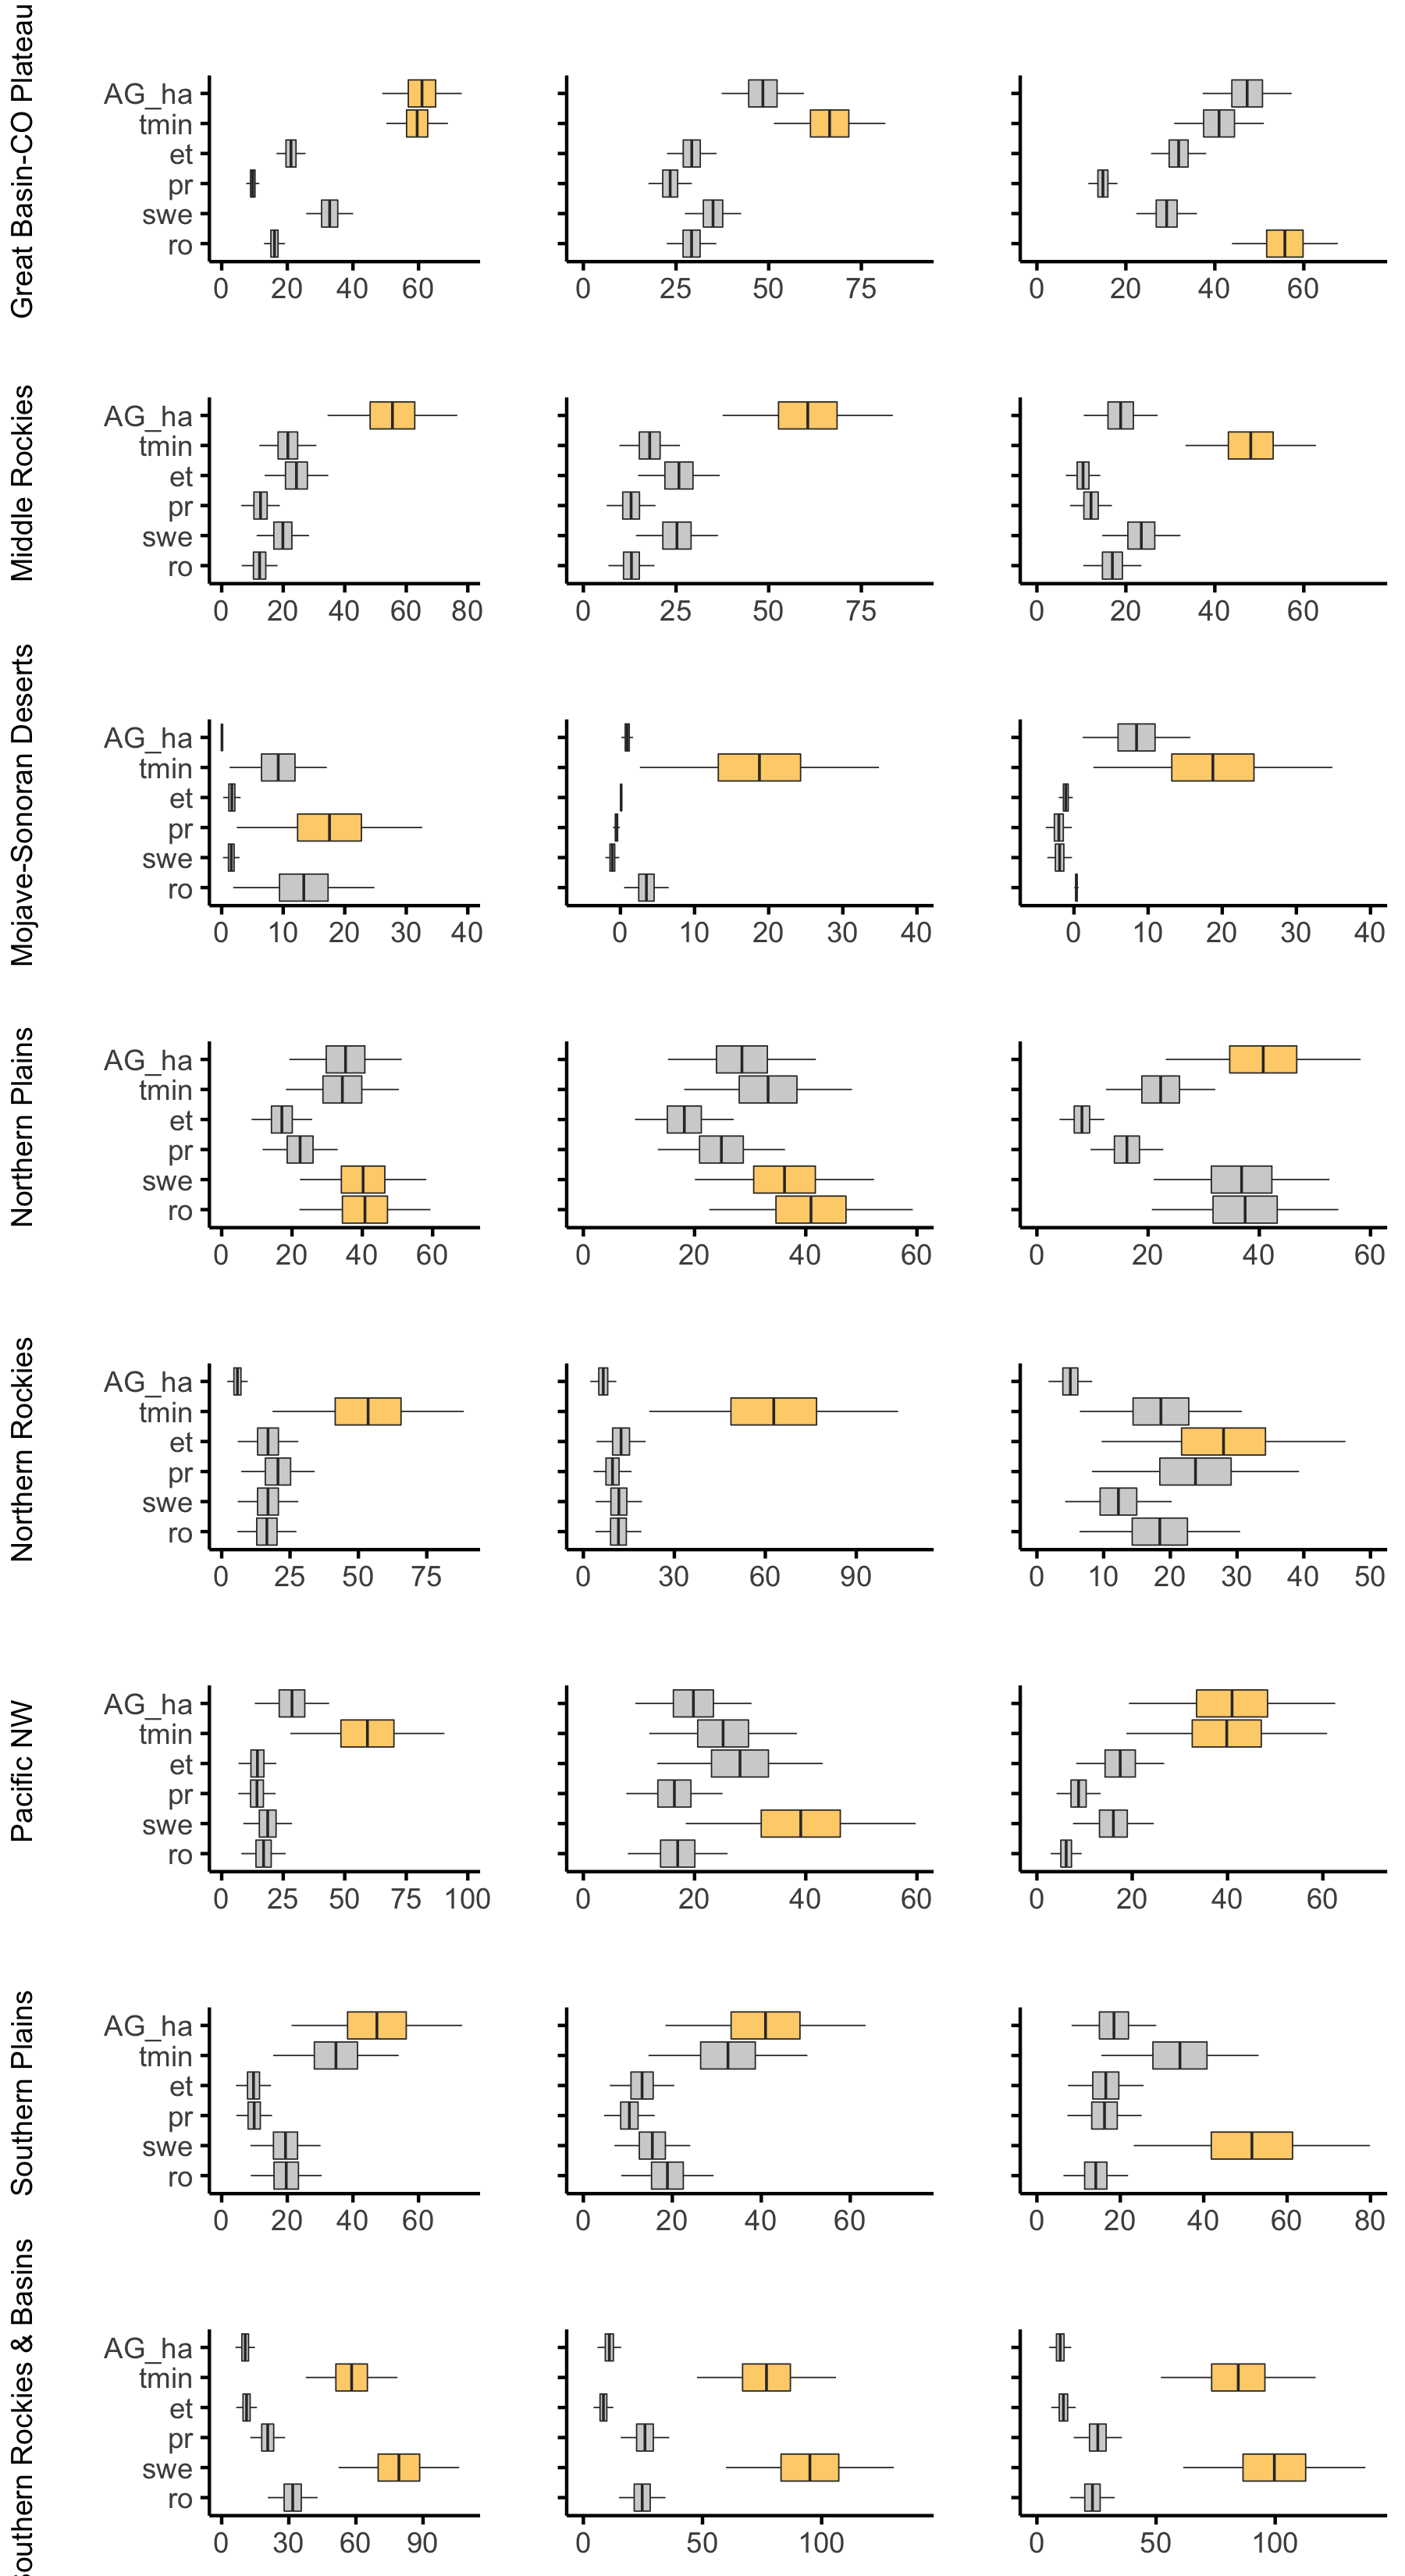 Great Basin-CO Plateau
AG_ha
tmin
et
pr
swe
ro
0 20 40 60
0 25 50 75
0 20 40 60
Middle Rockies
AG_ha
tmin
et
pr
swe
ro
0 20 40 60 80
0 25 50 75
0 20 40 60
Mojave-Sonoran Deserts
AG_ha
tmin
et
pr
swe
ro
0 10 20 30 40
0 10 20 30 40
0 10 20 30 40
Northern Plains
AG_ha
tmin
et
pr
swe
ro
0 20 40 60
0 20 40 60
0 20 40 60
Northern Rockies
AG_ha
tmin
et
pr
swe
ro
0 25 50 75
0 30 60 90
0 10 20 30 40 50
Pacific NW
AG_ha
tmin
et
pr
swe
ro
0 25 50 75 100
0 20 40 60
0 20 40 60
Southern Plains
AG_ha
tmin
et
pr
swe
ro
0 20 40 60
0 20 40 60
0 20 40 60 80
Southern Rockies & Basins
AG_ha
tmin
et
pr
swe
ro
0 30 60 90
0 50 100
0 50 100